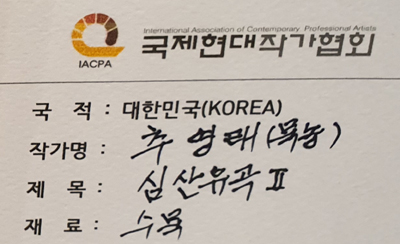 International Association of Contemporary Professional Artists
국제현대작가협회
IACPA
국 적 : 대한민국(KOREA)
작가명 : 추영태(묵농)
제 목 : 심산유곡 Ⅱ
재 료 : 수묵